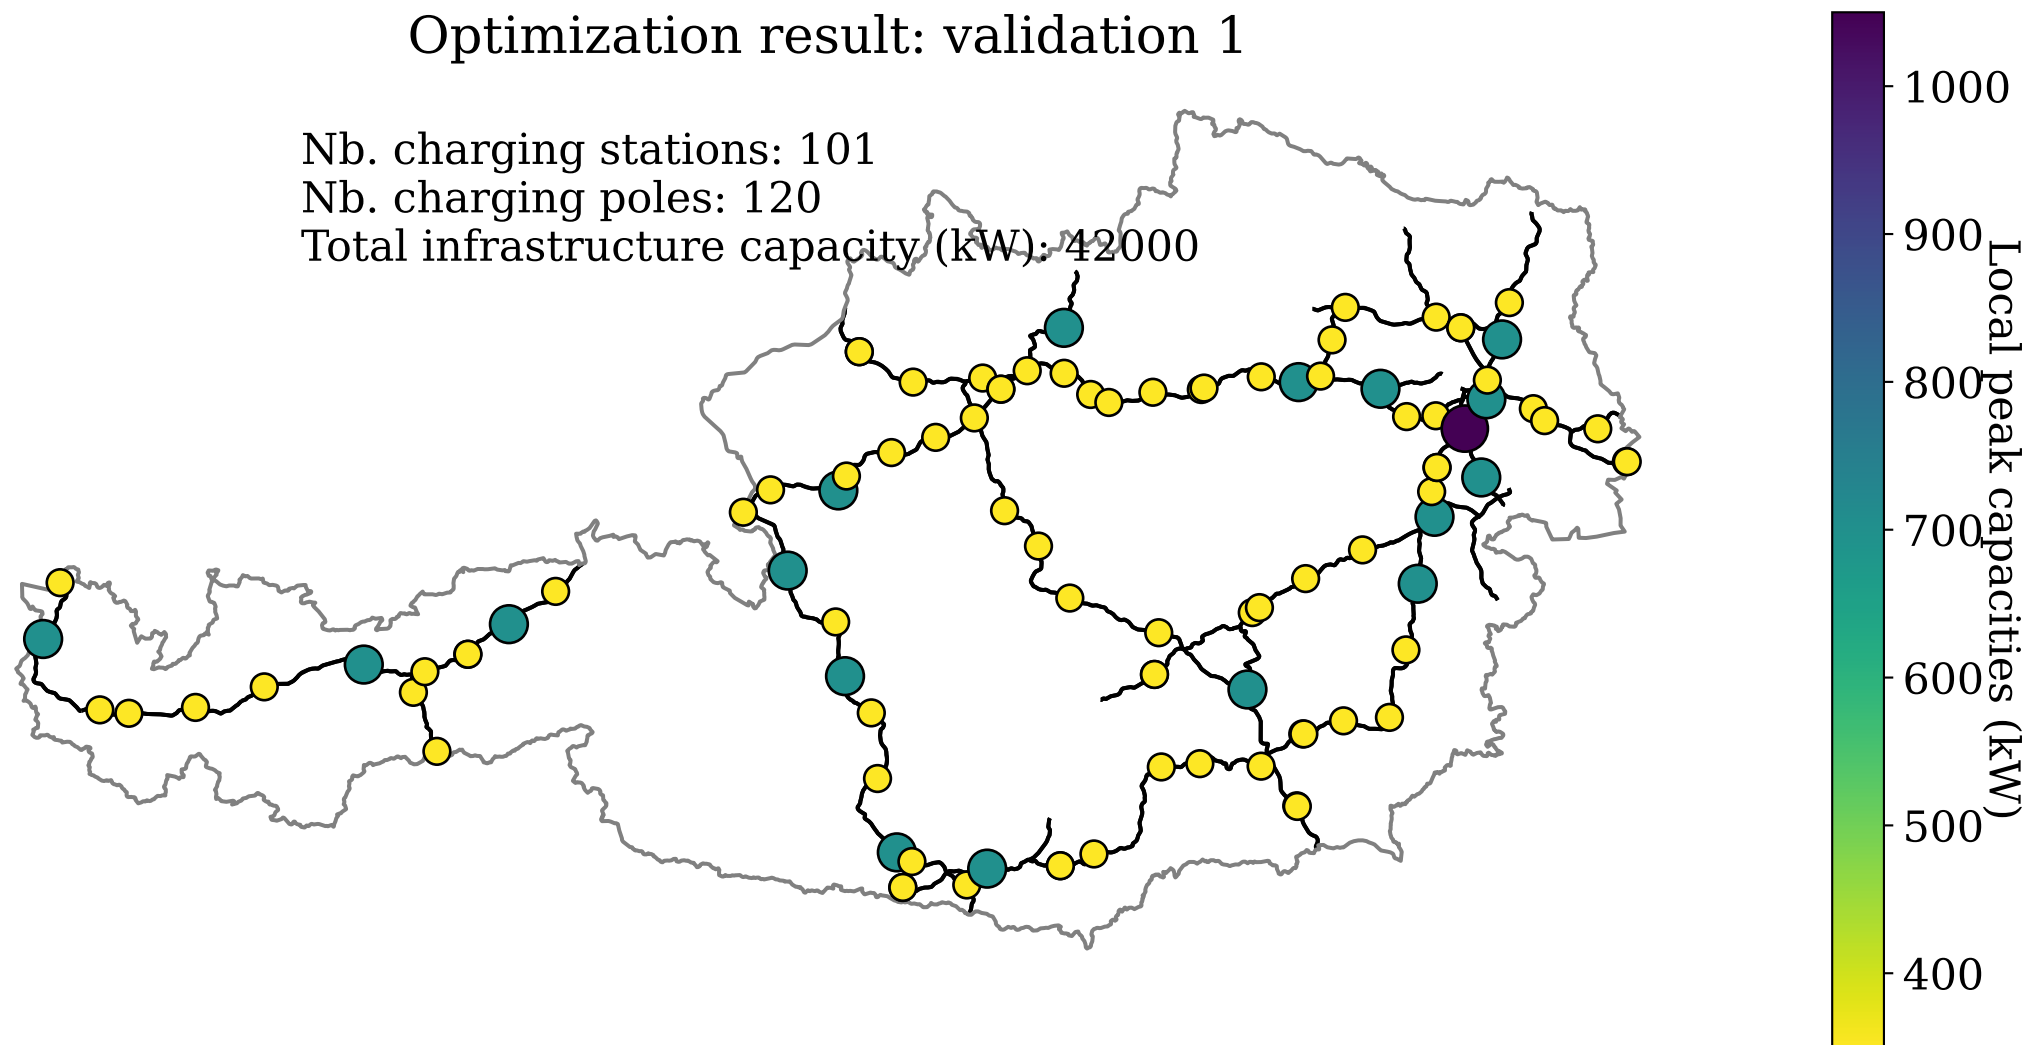 Optimization result: validation 1
Nb. charging stations: 101
Nb. charging poles: 120
Total infrastructure capacity (kW): 42000
1000
900
800
700
600
500
400
Local peak capacities (kW)